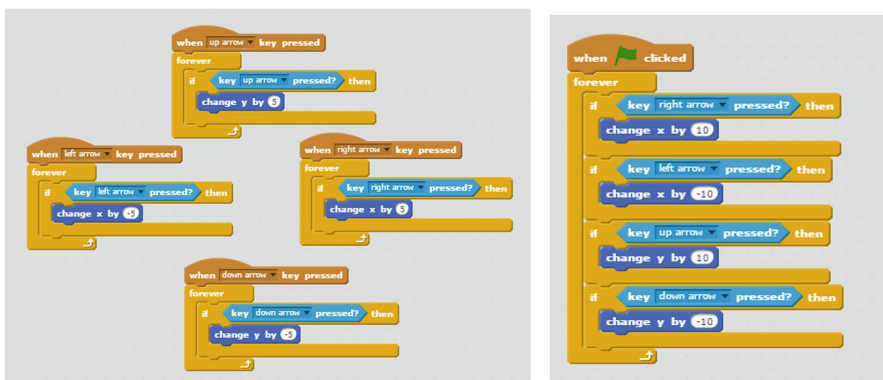 when up arrow key pressed
forever
if key up arrow pressed? then
change y by 5
when left arrow key pressed
forever
if key left arrow pressed? then
change x by -5
when right arrow key pressed
forever
if key right arrow pressed? then
change x by 5
when down arrow key pressed
forever
if key down arrow pressed? then
change y by -5
when clicked
forever
if key right arrow pressed? then
change x by 10
if key left arrow pressed? then
change x by -10
if key up arrow pressed? then
change y by 10
if key down arrow pressed? then
change y by -10